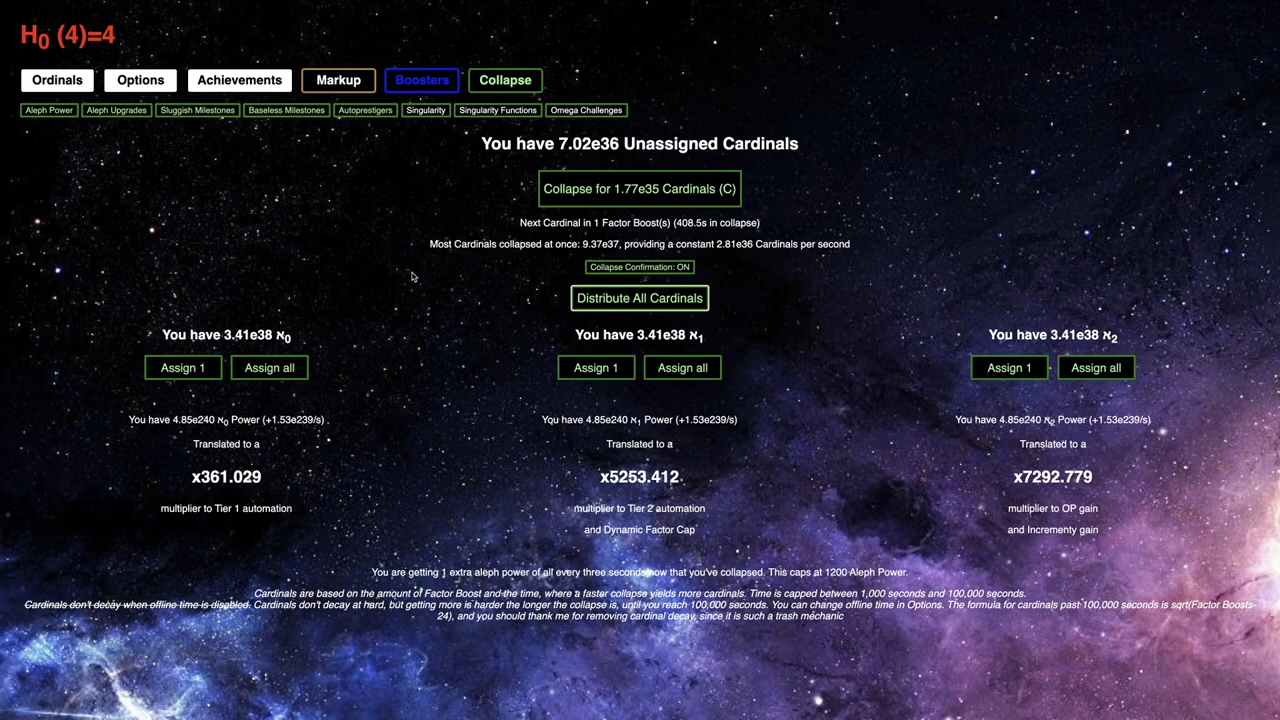 H₀ (4)=4
Ordinals Options Achievements Markup Boosters Collapse
Aleph Power Aleph Upgrades Sluggish Milestones Baseless Milestones Autoprestigers Singularity Singularity Functions Omega Challenges
You have 7.02e36 Unassigned Cardinals
Collapse for 1.77e35 Cardinals (C)
Next Cardinal in 1 Factor Boost(s) (408.5s in collapse)
Most Cardinals collapsed at once: 9.37e37, providing a constant 2.81e36 Cardinals per second
Collapse Confirmation: ON
Distribute All Cardinals
You have 3.41e38 ℵ₀ You have 3.41e38 ℵ₁ You have 3.41e38 ℵ₂
Assign 1 Assign all Assign 1 Assign all Assign 1 Assign all
You have 4.85e240 ℵ₀ Power (+1.53e239/s) You have 4.85e240 ℵ₁ Power (+1.53e239/s) You have 4.85e240 ℵ₂ Power (+1.53e239/s)
Translated to a Translated to a Translated to a
x361.029 x5253.412 x7292.779
multiplier to Tier 1 automation multiplier to Tier 2 automation multiplier to OP gain
and Dynamic Factor Cap and Incrementy gain
You are getting 1 extra aleph power of all every three seconds now that you've collapsed. This caps at 1200 Aleph Power.
Cardinals are based on the amount of Factor Boost and the time, where a faster collapse yields more cardinals. Time is capped between 1,000 seconds and 100,000 seconds.
Cardinals don't decay when offline time is disabled. Cardinals don't decay at hard, but getting more is harder the longer the collapse is, until you reach 100,000 seconds. You can change offline time in Options. The formula for cardinals past 100,000 seconds is sqrt(Factor Boosts-
24), and you should thank me for removing cardinal decay, since it is such a trash mechanic